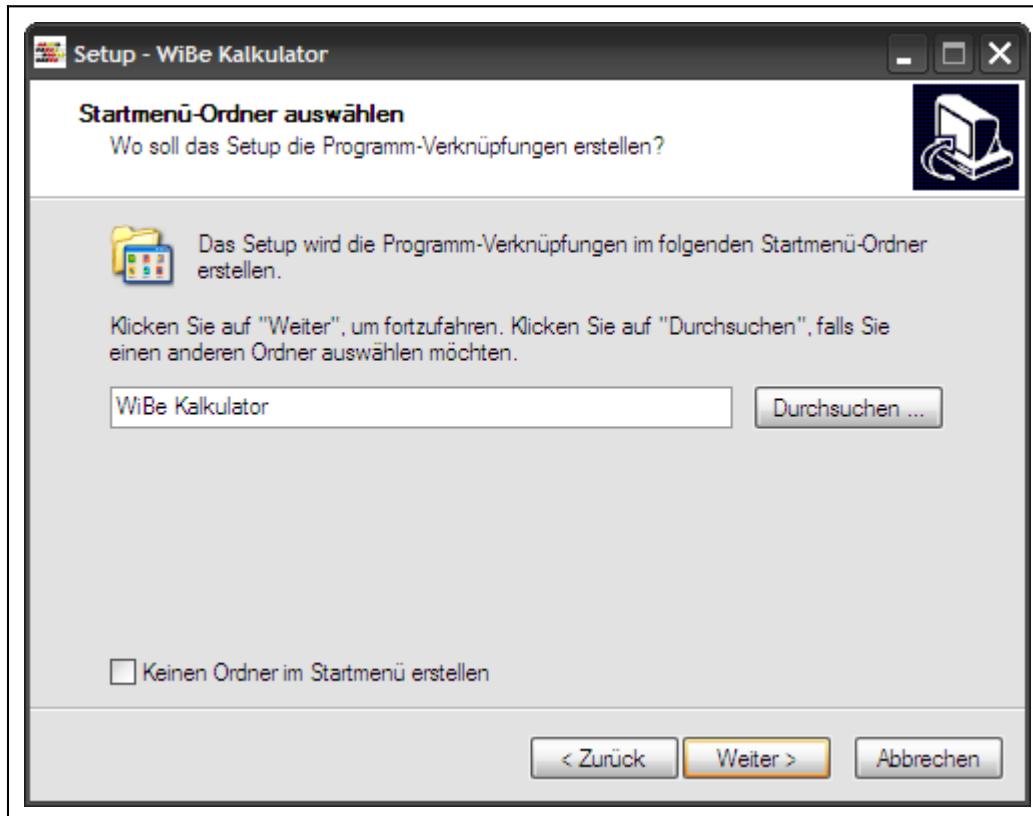 Setup - WiBe Kalkulator
Startmenü-Ordner auswählen
Wo soll das Setup die Programm-Verknüpfungen erstellen?
Das Setup wird die Programm-Verknüpfungen im folgenden Startmenü-Ordner
erstellen.
Klicken Sie auf "Weiter", um fortzufahren. Klicken Sie auf "Durchsuchen", falls Sie
einen anderen Ordner auswählen möchten.
WiBe Kalkulator
Durchsuchen ...
Keinen Ordner im Startmenü erstellen
< Zurück
Weiter >
Abbrechen